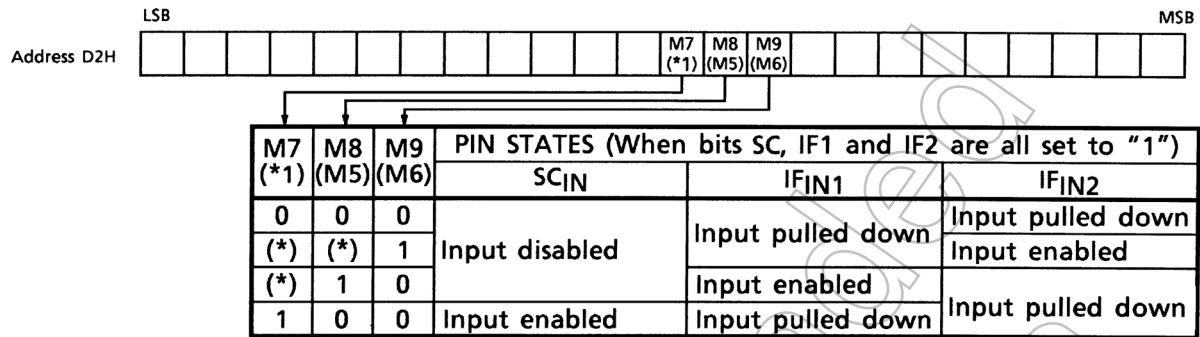 LSB MSB
Address D2H M7 M8 M9
(*1) (M5) (M6)
M7 M8 M9 PIN STATES (When bits SC, IF1 and IF2 are all set to "1")
(*1) (M5) (M6) SCIN IFIN1 IFIN2
0 0 0 Input disabled Input pulled down Input pulled down
(*) (*) 1 Input enabled
(*) 1 0 Input enabled Input pulled down
1 0 0 Input enabled Input pulled down